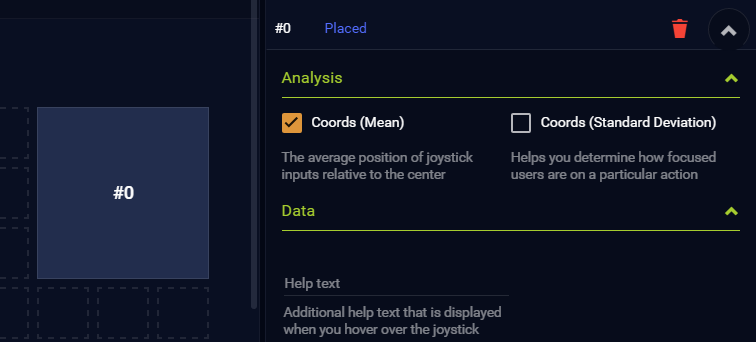 #0 Placed
Analysis
Coords (Mean) Coords (Standard Deviation)
The average position of joystick
inputs relative to the center
Helps you determine how focused
users are on a particular action
#0
Data
Help text
Additional help text that is displayed
when you hover over the joystick